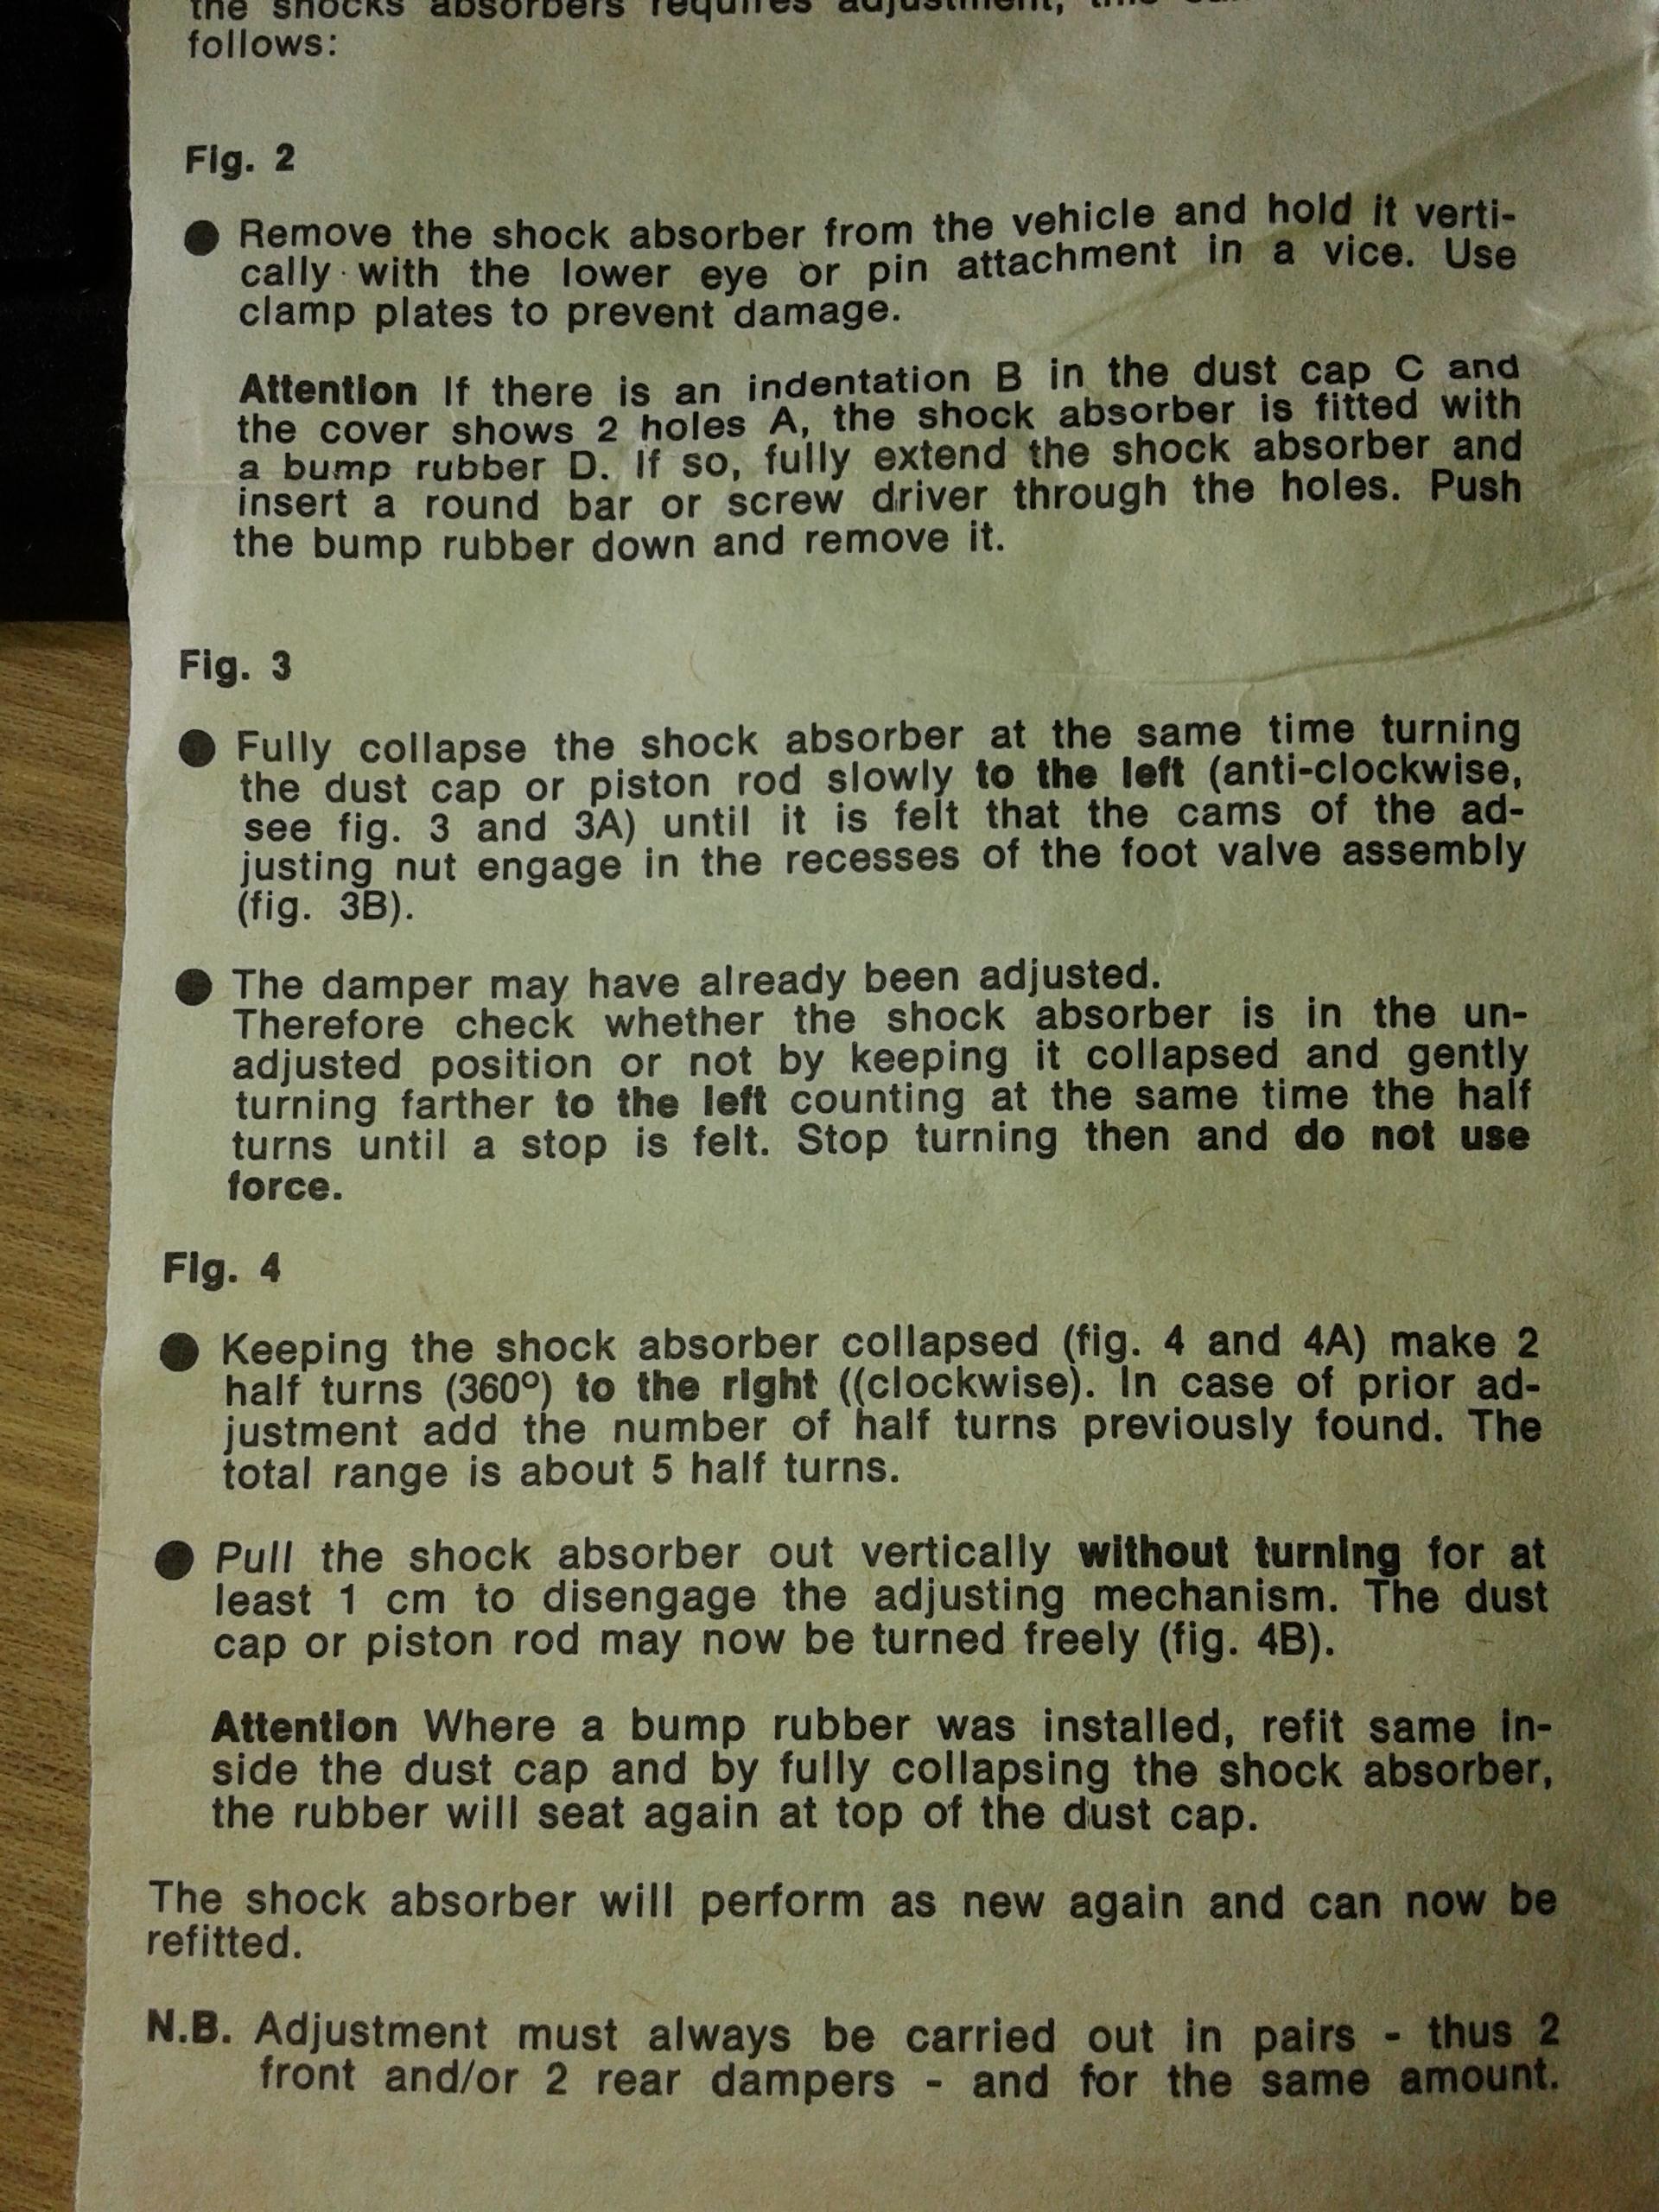 the shocks absorbers requires adjustment,
follows:
Fig. 2
● Remove the shock absorber from the vehicle and hold it verti-
cally with the lower eye or pin attachment in a vice. Use
clamp plates to prevent damage.
Attention If there is an indentation B in the dust cap C and
the cover shows 2 holes A, the shock absorber is fitted with
a bump rubber D. If so, fully extend the shock absorber and
insert a round bar or screw driver through the holes. Push
the bump rubber down and remove it.
Fig. 3
● Fully collapse the shock absorber at the same time turning
the dust cap or piston rod slowly to the left (anti-clockwise,
see fig. 3 and 3A) until it is felt that the cams of the ad-
justing nut engage in the recesses of the foot valve assembly
(fig. 3B).
● The damper may have already been adjusted.
Therefore check whether the shock absorber is in the un-
adjusted position or not by keeping it collapsed and gently
turning farther to the left counting at the same time the half
turns until a stop is felt. Stop turning then and do not use
force.
Fig. 4
● Keeping the shock absorber collapsed (fig. 4 and 4A) make 2
half turns (360º) to the right ((clockwise). In case of prior ad-
justment add the number of half turns previously found. The
total range is about 5 half turns.
● Pull the shock absorber out vertically without turning for at
least 1 cm to disengage the adjusting mechanism. The dust
cap or piston rod may now be turned freely (fig. 4B).
Attention Where a bump rubber was installed, refit same in-
side the dust cap and by fully collapsing the shock absorber,
the rubber will seat again at top of the dust cap.
The shock absorber will perform as new again and can now be
refitted.
N.B. Adjustment must always be carried out in pairs - thus 2
front and/or 2 rear dampers - and for the same amount.